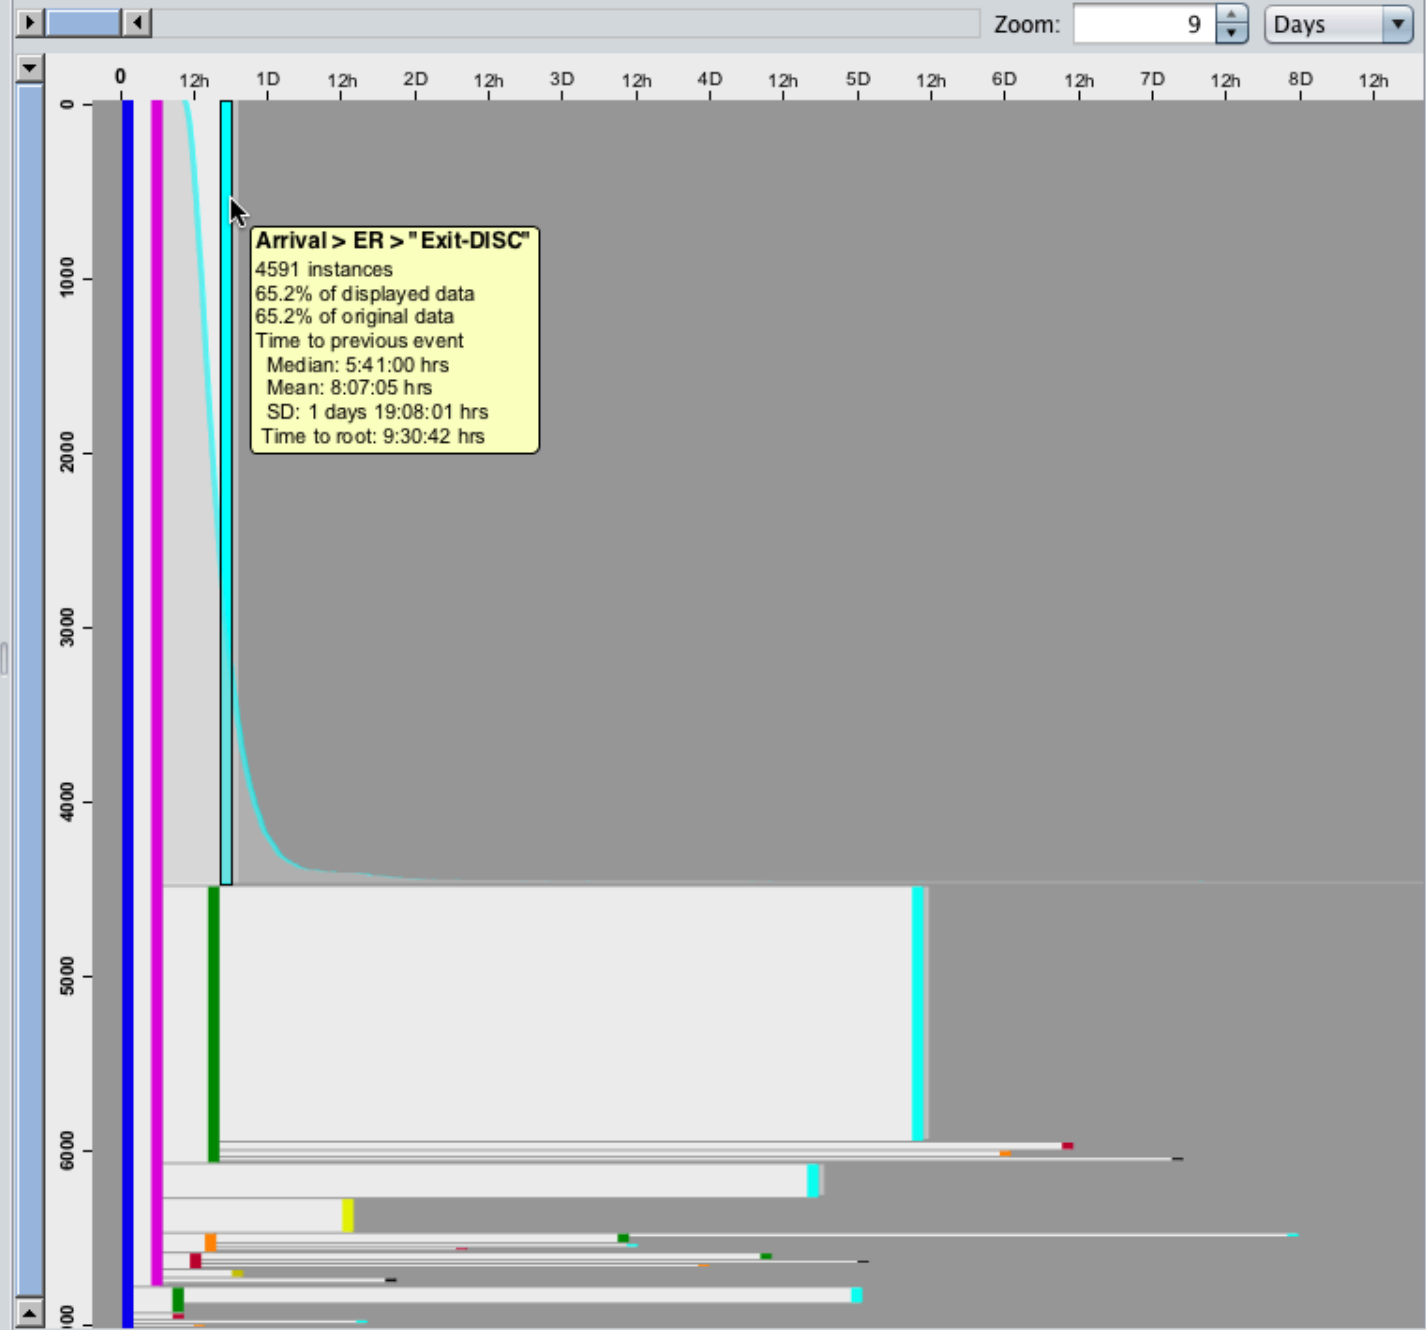 Zoom: 9 Days
0 12h 1D 12h 2D 12h 3D 12h 4D 12h 5D 12h 6D 12h 7D 12h 8D 12h
0
Arrival > ER > "Exit-DISC"
4591 instances
65.2% of displayed data
65.2% of original data
Time to previous event
Median: 5:41:00 hrs
Mean: 8:07:05 hrs
SD: 1 days 19:08:01 hrs
Time to root: 9:30:42 hrs
1000
2000
3000
4000
5000
6000